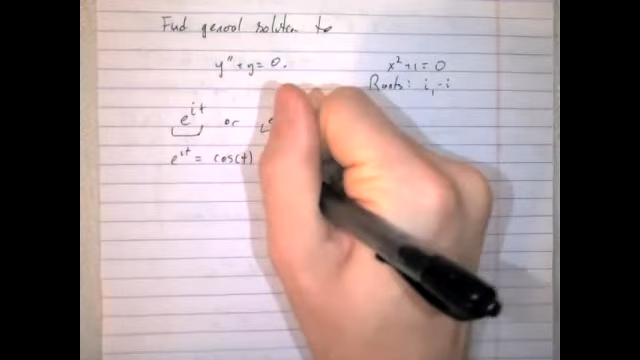 Find general solution to
y'' + y = 0.
x² + 1 = 0
Roots: i, -i
e^{it} or e
e^{it} = cos(t)